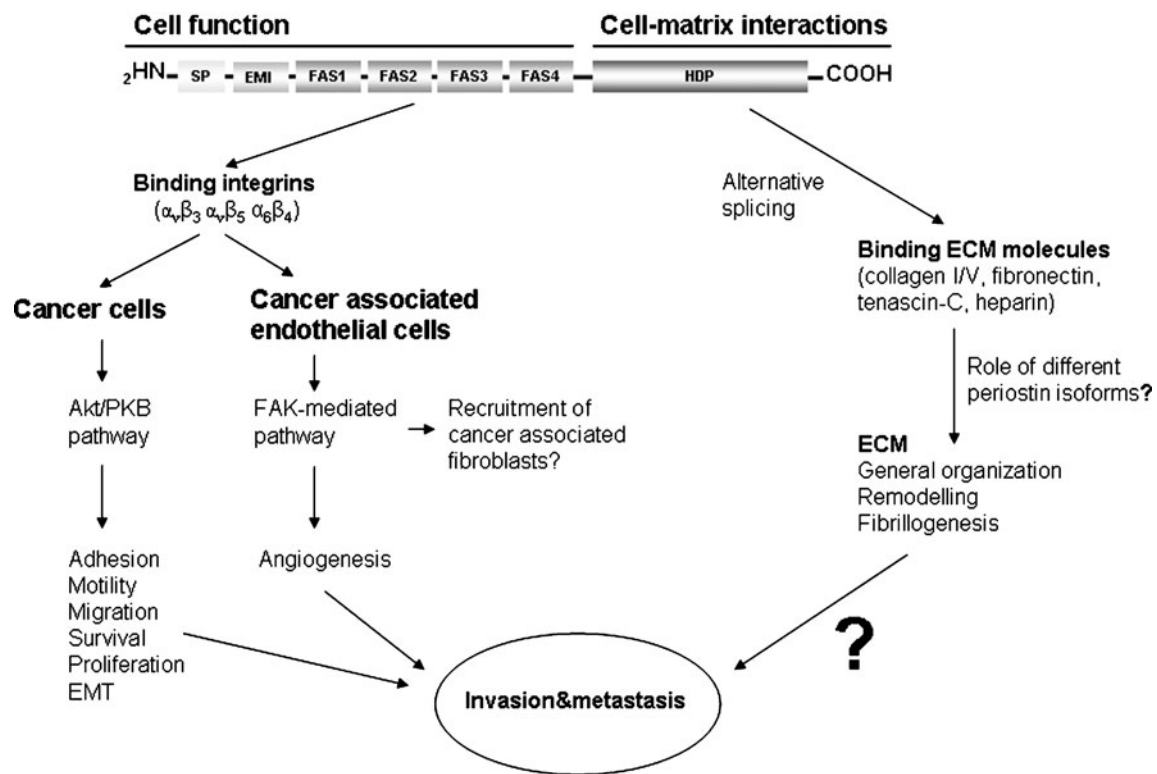 Cell function
Cell-matrix interactions
₂HN SP EMI FAS1 FAS2 FAS3 FAS4 HDP COOH
Binding integrins
(αᵥβ₃ αᵥβ₅ α₆β₄)
Alternative
splicing
Binding ECM molecules
(collagen I/V, fibronectin,
tenascin-C, heparin)
Cancer cells
Cancer associated
endothelial cells
Role of different
periostin isoforms?
Akt/PKB
pathway
FAK-mediated
pathway
Recruitment of
cancer associated
fibroblasts?
ECM
General organization
Remodelling
Fibrillogenesis
Adhesion
Motility
Migration
Survival
Proliferation
EMT
Angiogenesis
?
Invasion&metastasis